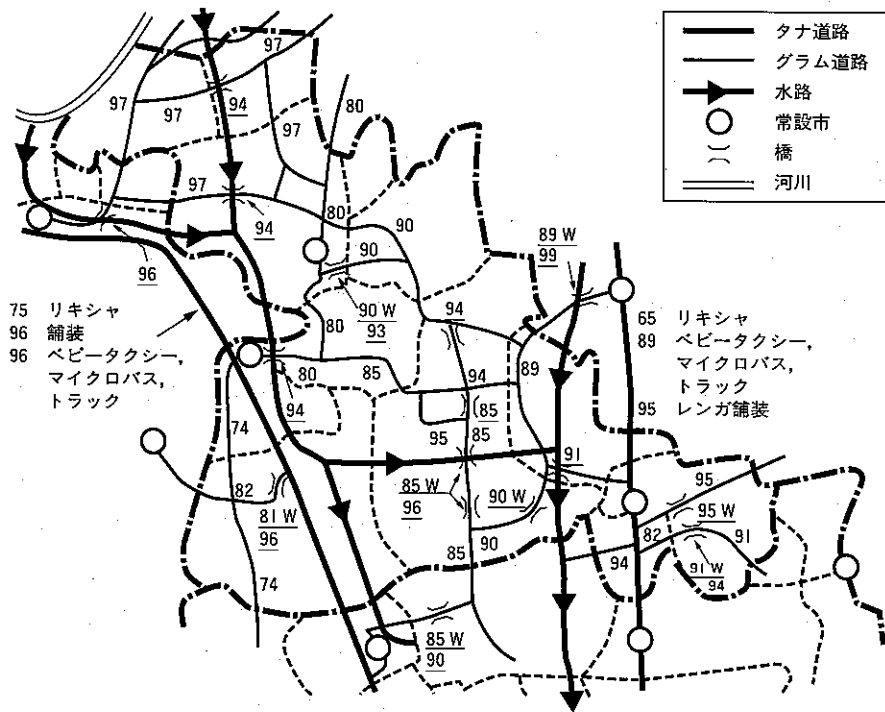 タナ道路
グラム道路
水路
常設市
橋
河川
97
97
94
80
97
97
97
94
80
90
96
90
90 W
93
89 W
99
94
75 リキシャ
96 舗装
96 ベビータクシー,
マイクロバス,
トラック
65 リキシャ
89 ベビータクシー,
マイクロバス,
トラック
95 レンガ舗装
80
80
85
94
89
94
85
74
95
85
91
82
81 W
96
85 W
96
90 W
95
95 W
82
91
74
85
90
94
91 W
94
85 W
90